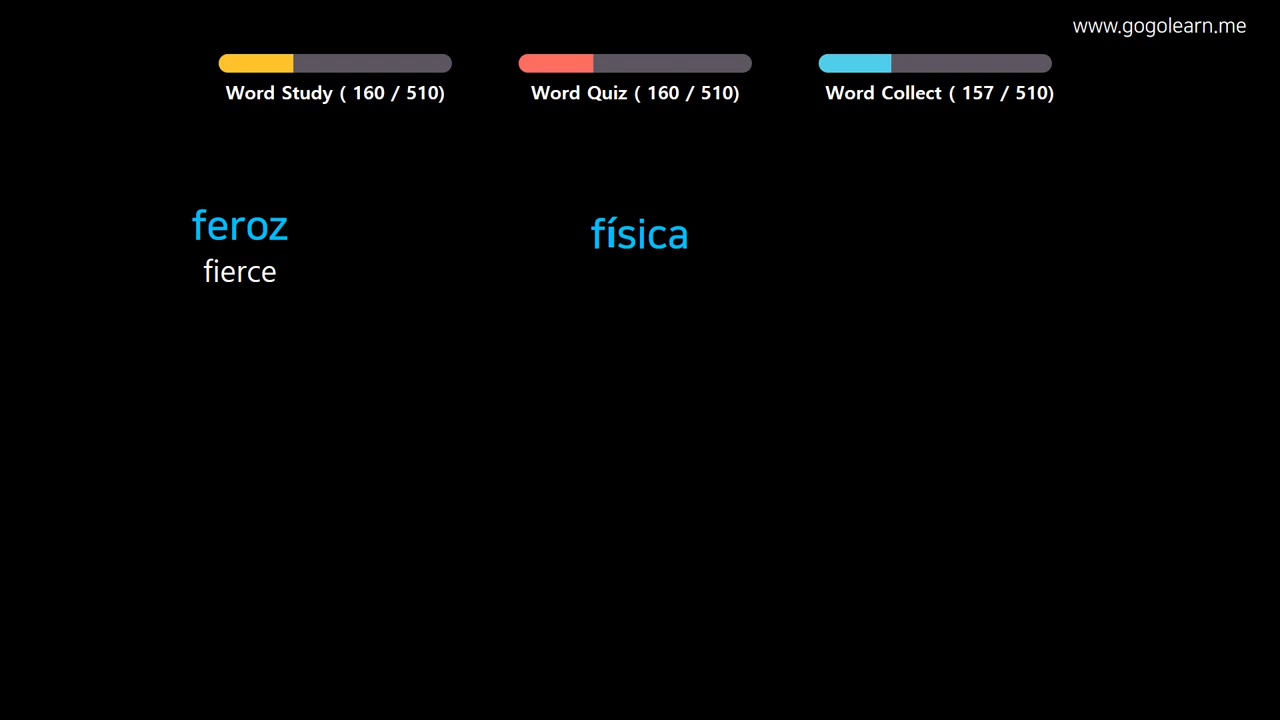 www.gogolearn.me
Word Study ( 160 / 510)
Word Quiz ( 160 / 510)
Word Collect ( 157 / 510)
feroz
fierce
física